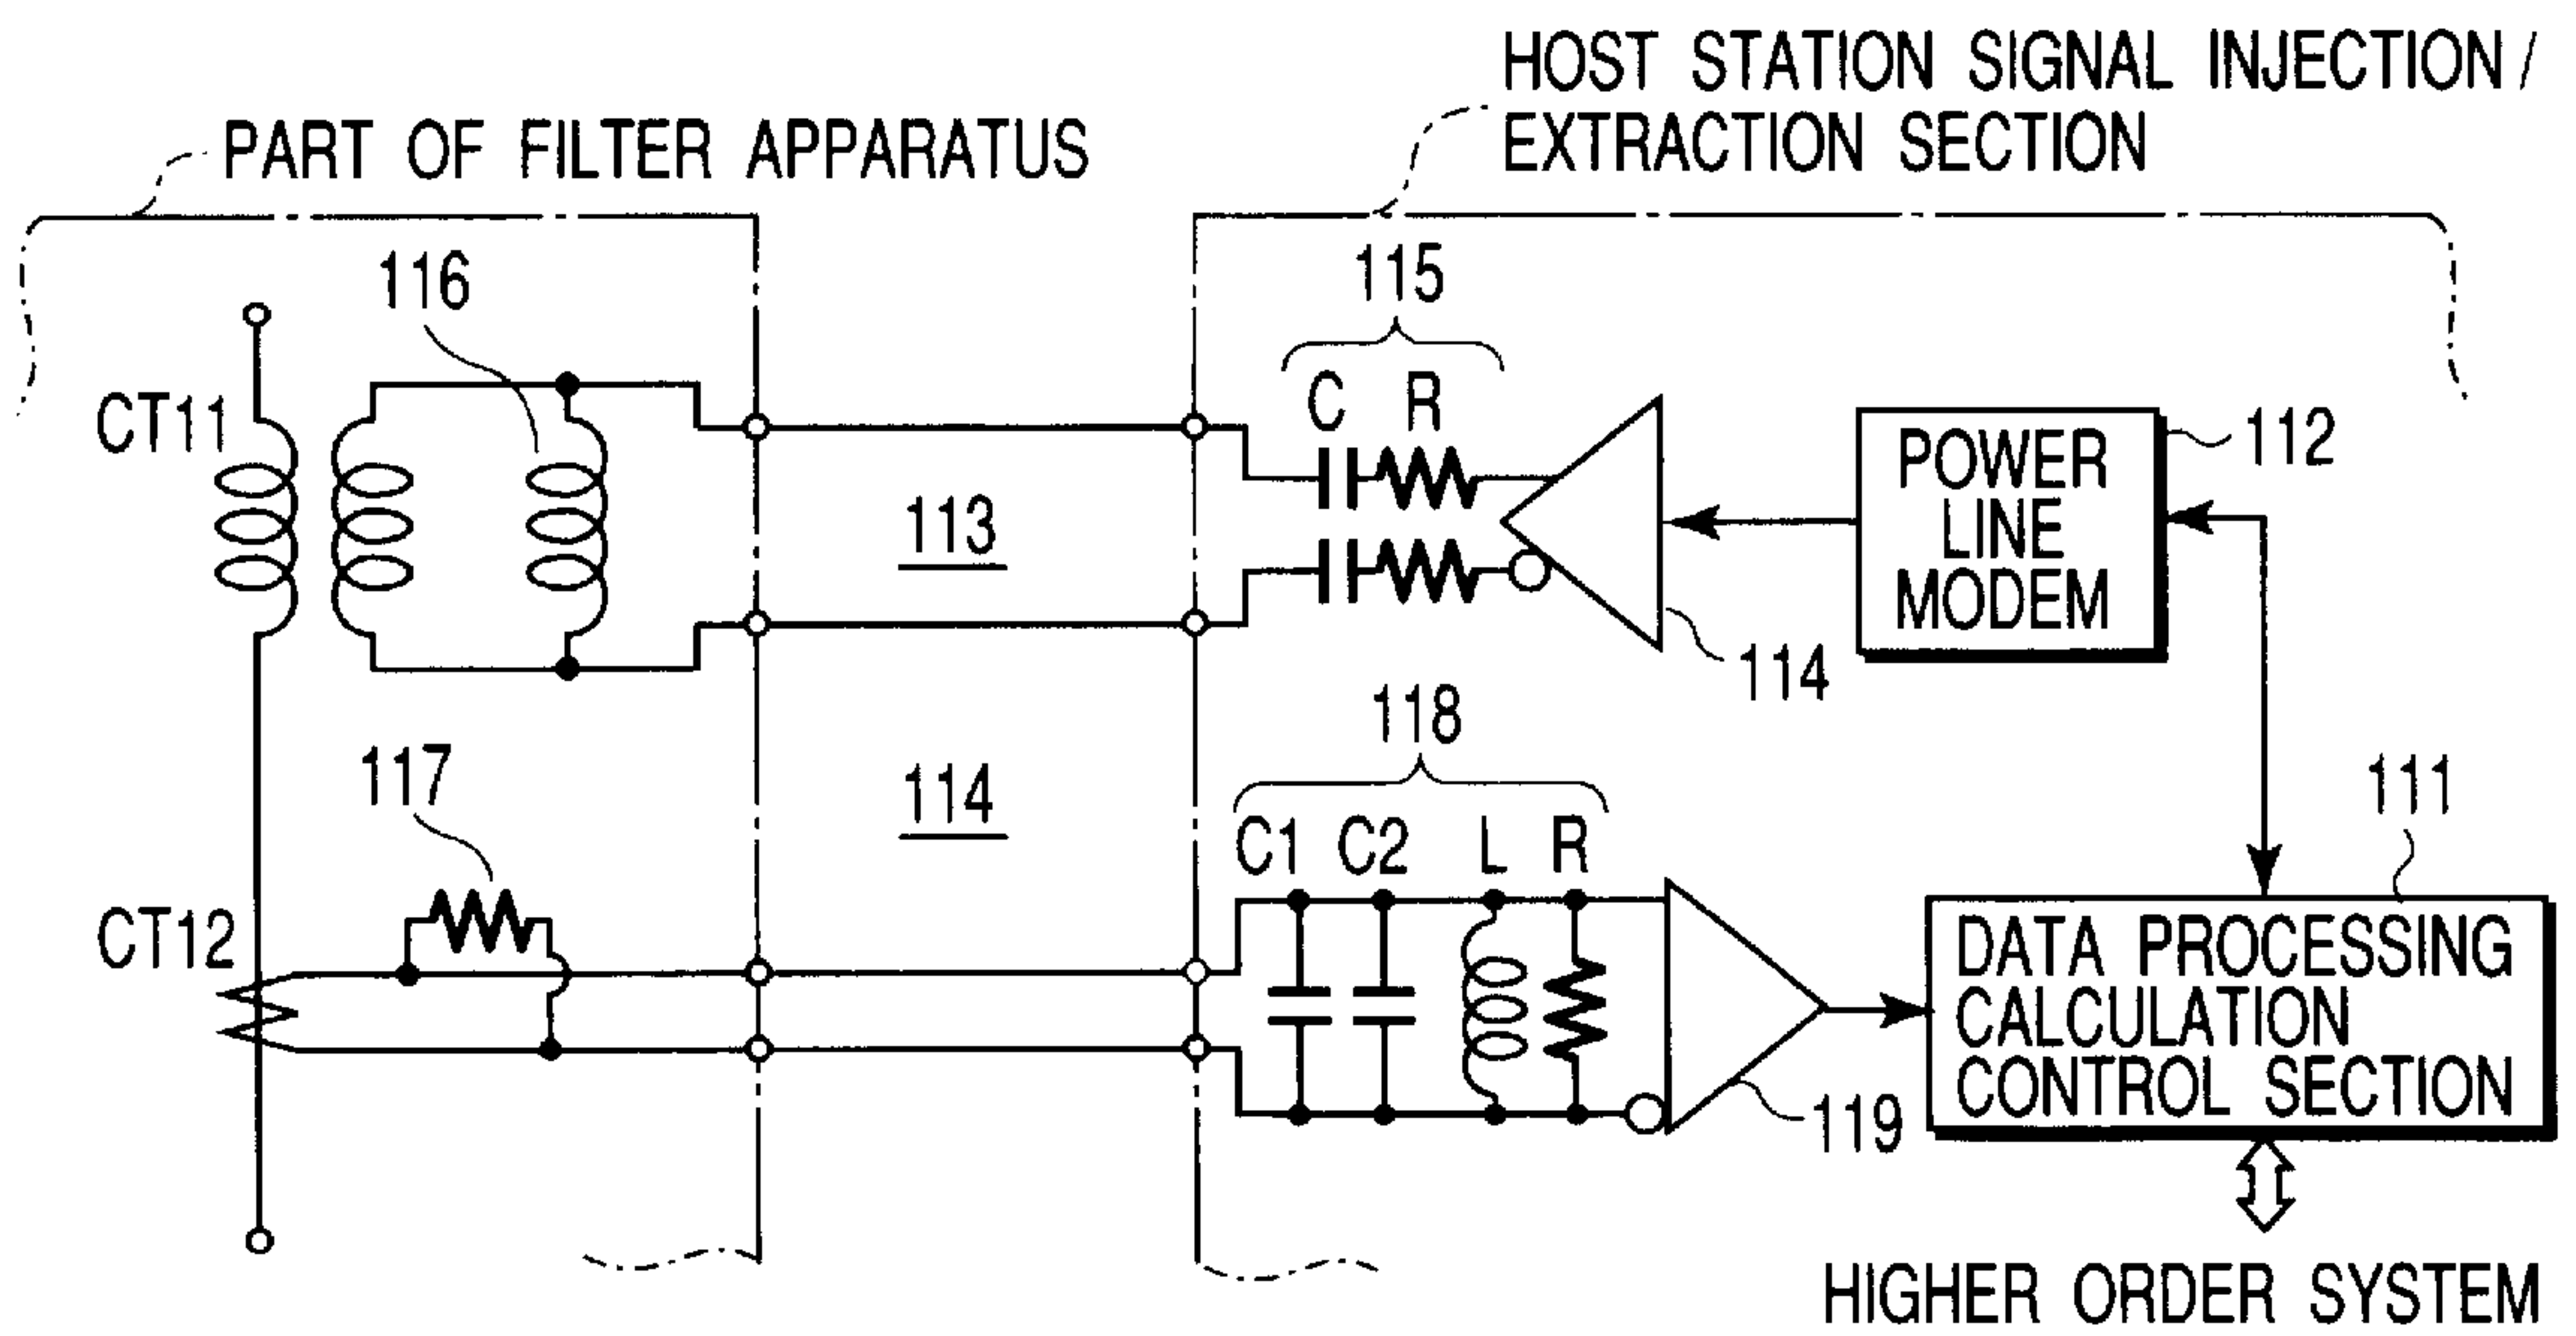 HOST STATION SIGNAL INJECTION /
EXTRACTION SECTION
PART OF FILTER APPARATUS
116
115
C R
CT11
112
POWER
LINE
MODEM
113
114
118
117
114
111
C1 C2 L R
CT12
DATA PROCESSING
CALCULATION
CONTROL SECTION
119
HIGHER ORDER SYSTEM